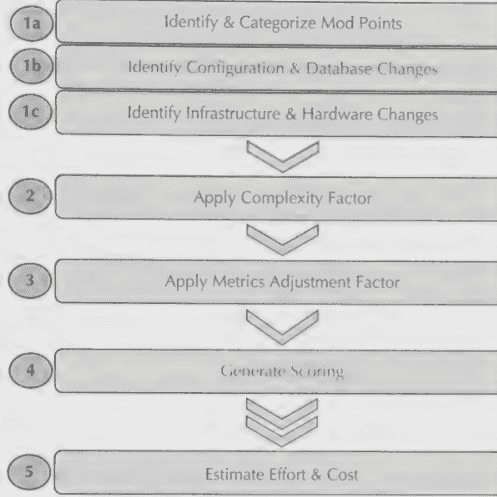 1a Identify & Categorize Mod Points
1b Identify Configuration & Database Changes
1c Identify Infrastructure & Hardware Changes
2 Apply Complexity Factor
3 Apply Metrics Adjustment Factor
4 Generate Scoring
5 Estimate Effort & Cost